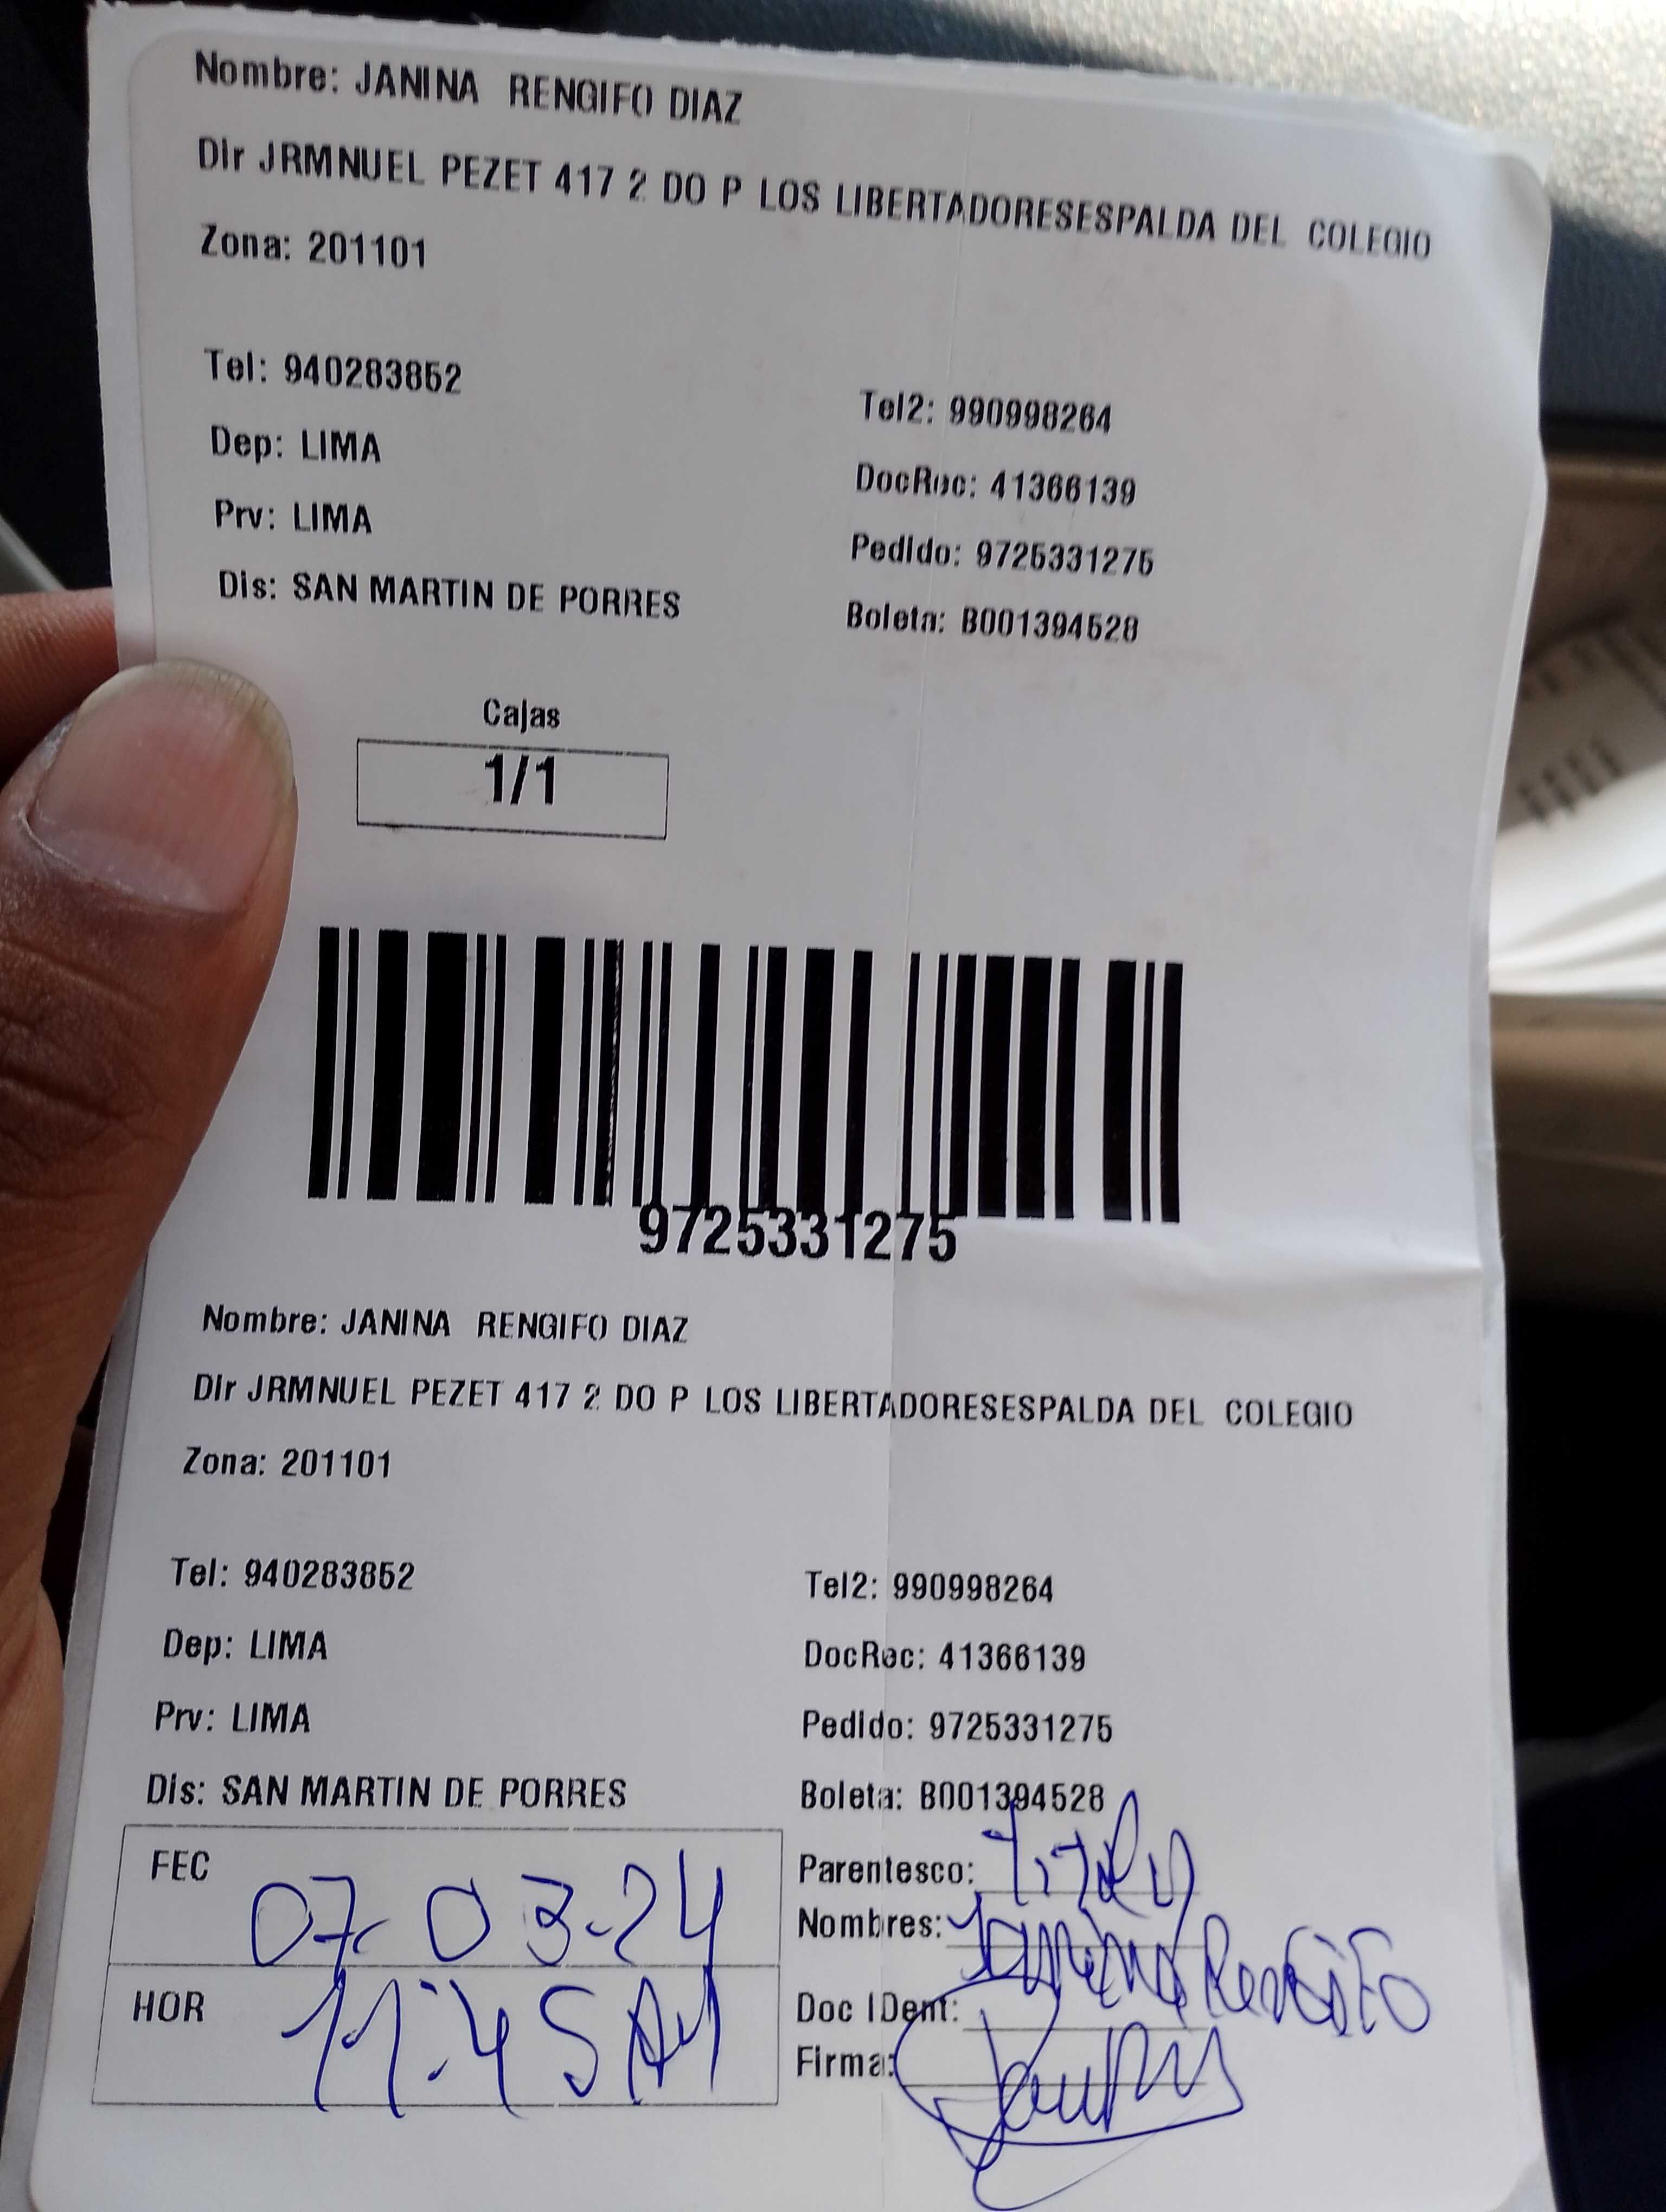 Nombre: JANINA RENGIFO DIAZ
Dir JRMNUEL PEZET 417 2 DO P LOS LIBERTADORESESPALDA DEL COLEGIO
Zona: 201101
Tel: 940283852 Tel2: 990998264
Dep: LIMA DocRec: 41366139
Prv: LIMA Pedido: 9725331275
Dis: SAN MARTIN DE PORRES Boleta: B001394528
Cajas
1/1
9725331275
Nombre: JANINA RENGIFO DIAZ
Dir JRMNUEL PEZET 417 2 DO P LOS LIBERTADORESESPALDA DEL COLEGIO
Zona: 201101
Tel: 940283852 Tel2: 990998264
Dep: LIMA DocRec: 41366139
Prv: LIMA Pedido: 9725331275
Dis: SAN MARTIN DE PORRES Boleta: B001394528
FEC 07-03-24 Parentesco:
Nombres: Janina Rengifo
HOR 11:45 AM Doc IDent:
Firma: